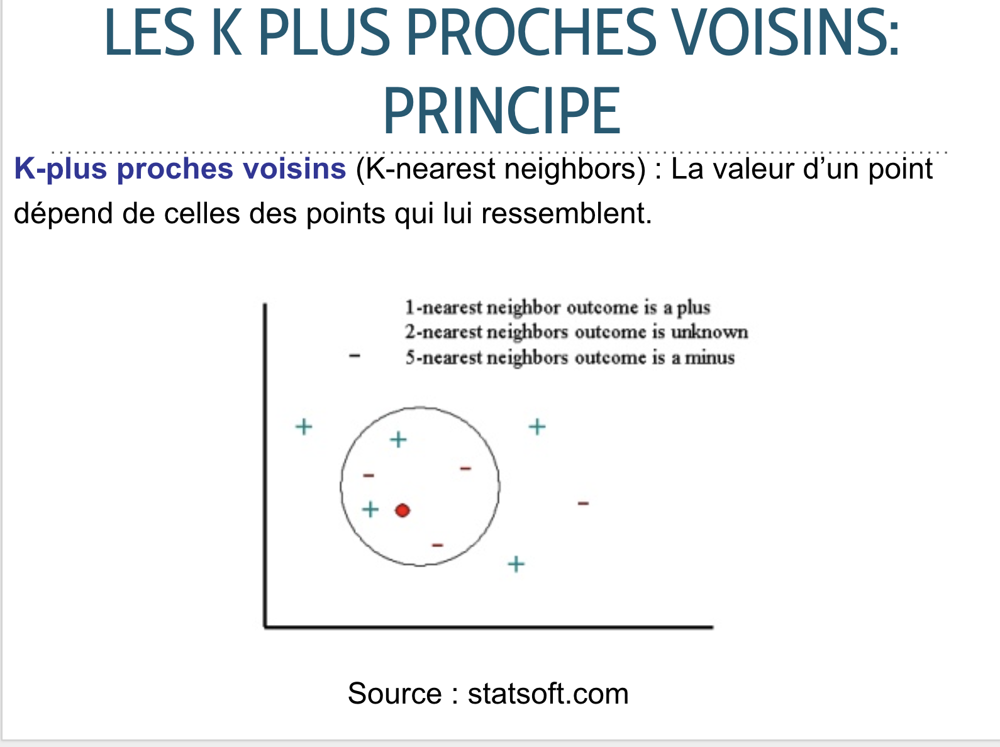 LES K PLUS PROCHES VOISINS:
PRINCIPE
K-plus proches voisins (K-nearest neighbors) : La valeur d’un point
dépend de celles des points qui lui ressemblent.
1-nearest neighbor outcome is a plus
2-nearest neighbors outcome is unknown
5-nearest neighbors outcome is a minus
Source : statsoft.com